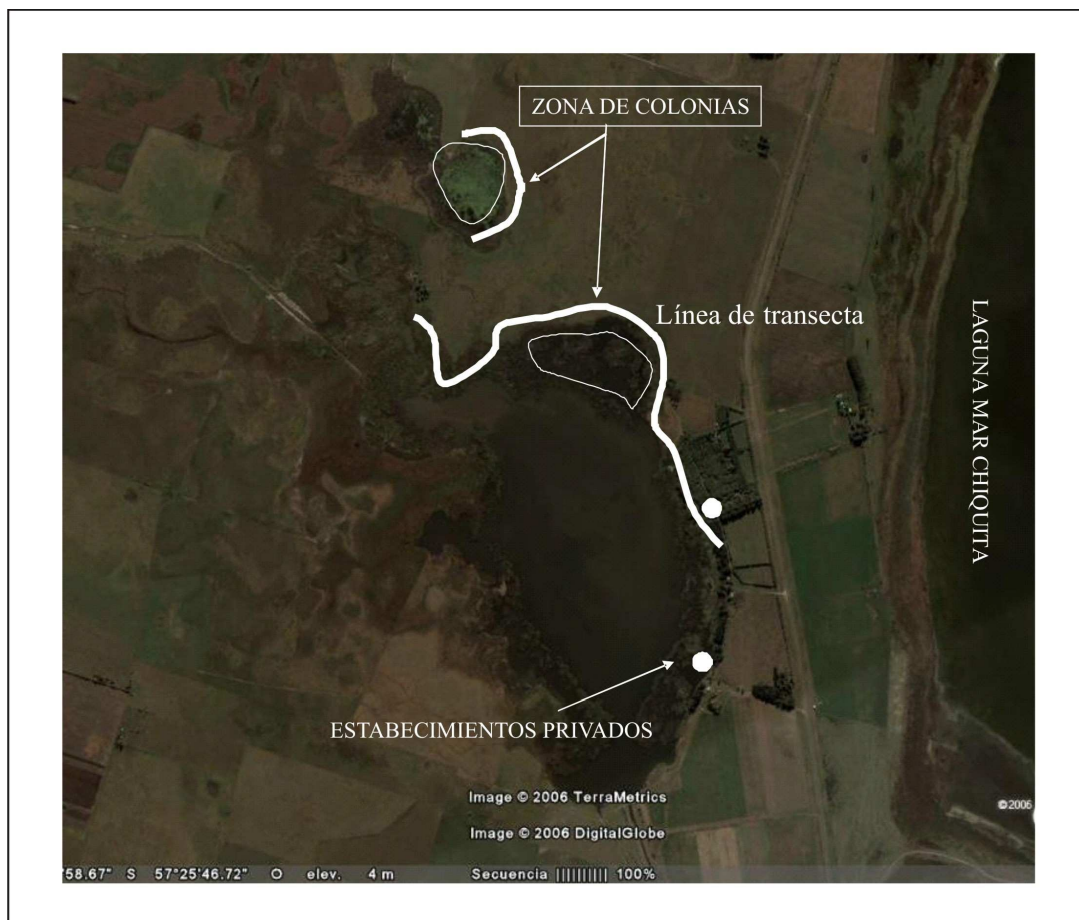 ZONA DE COLONIAS
Línea de transecta
LAGUNA MAR CHIQUITA
ESTABECIMIENTOS PRIVADOS
Image © 2006 TerraMetrics
©2006
Image © 2006 DigitalGlobe
'58.67" S 57°25'46.72" O elev. 4 m Secuencia |||||||||| 100%